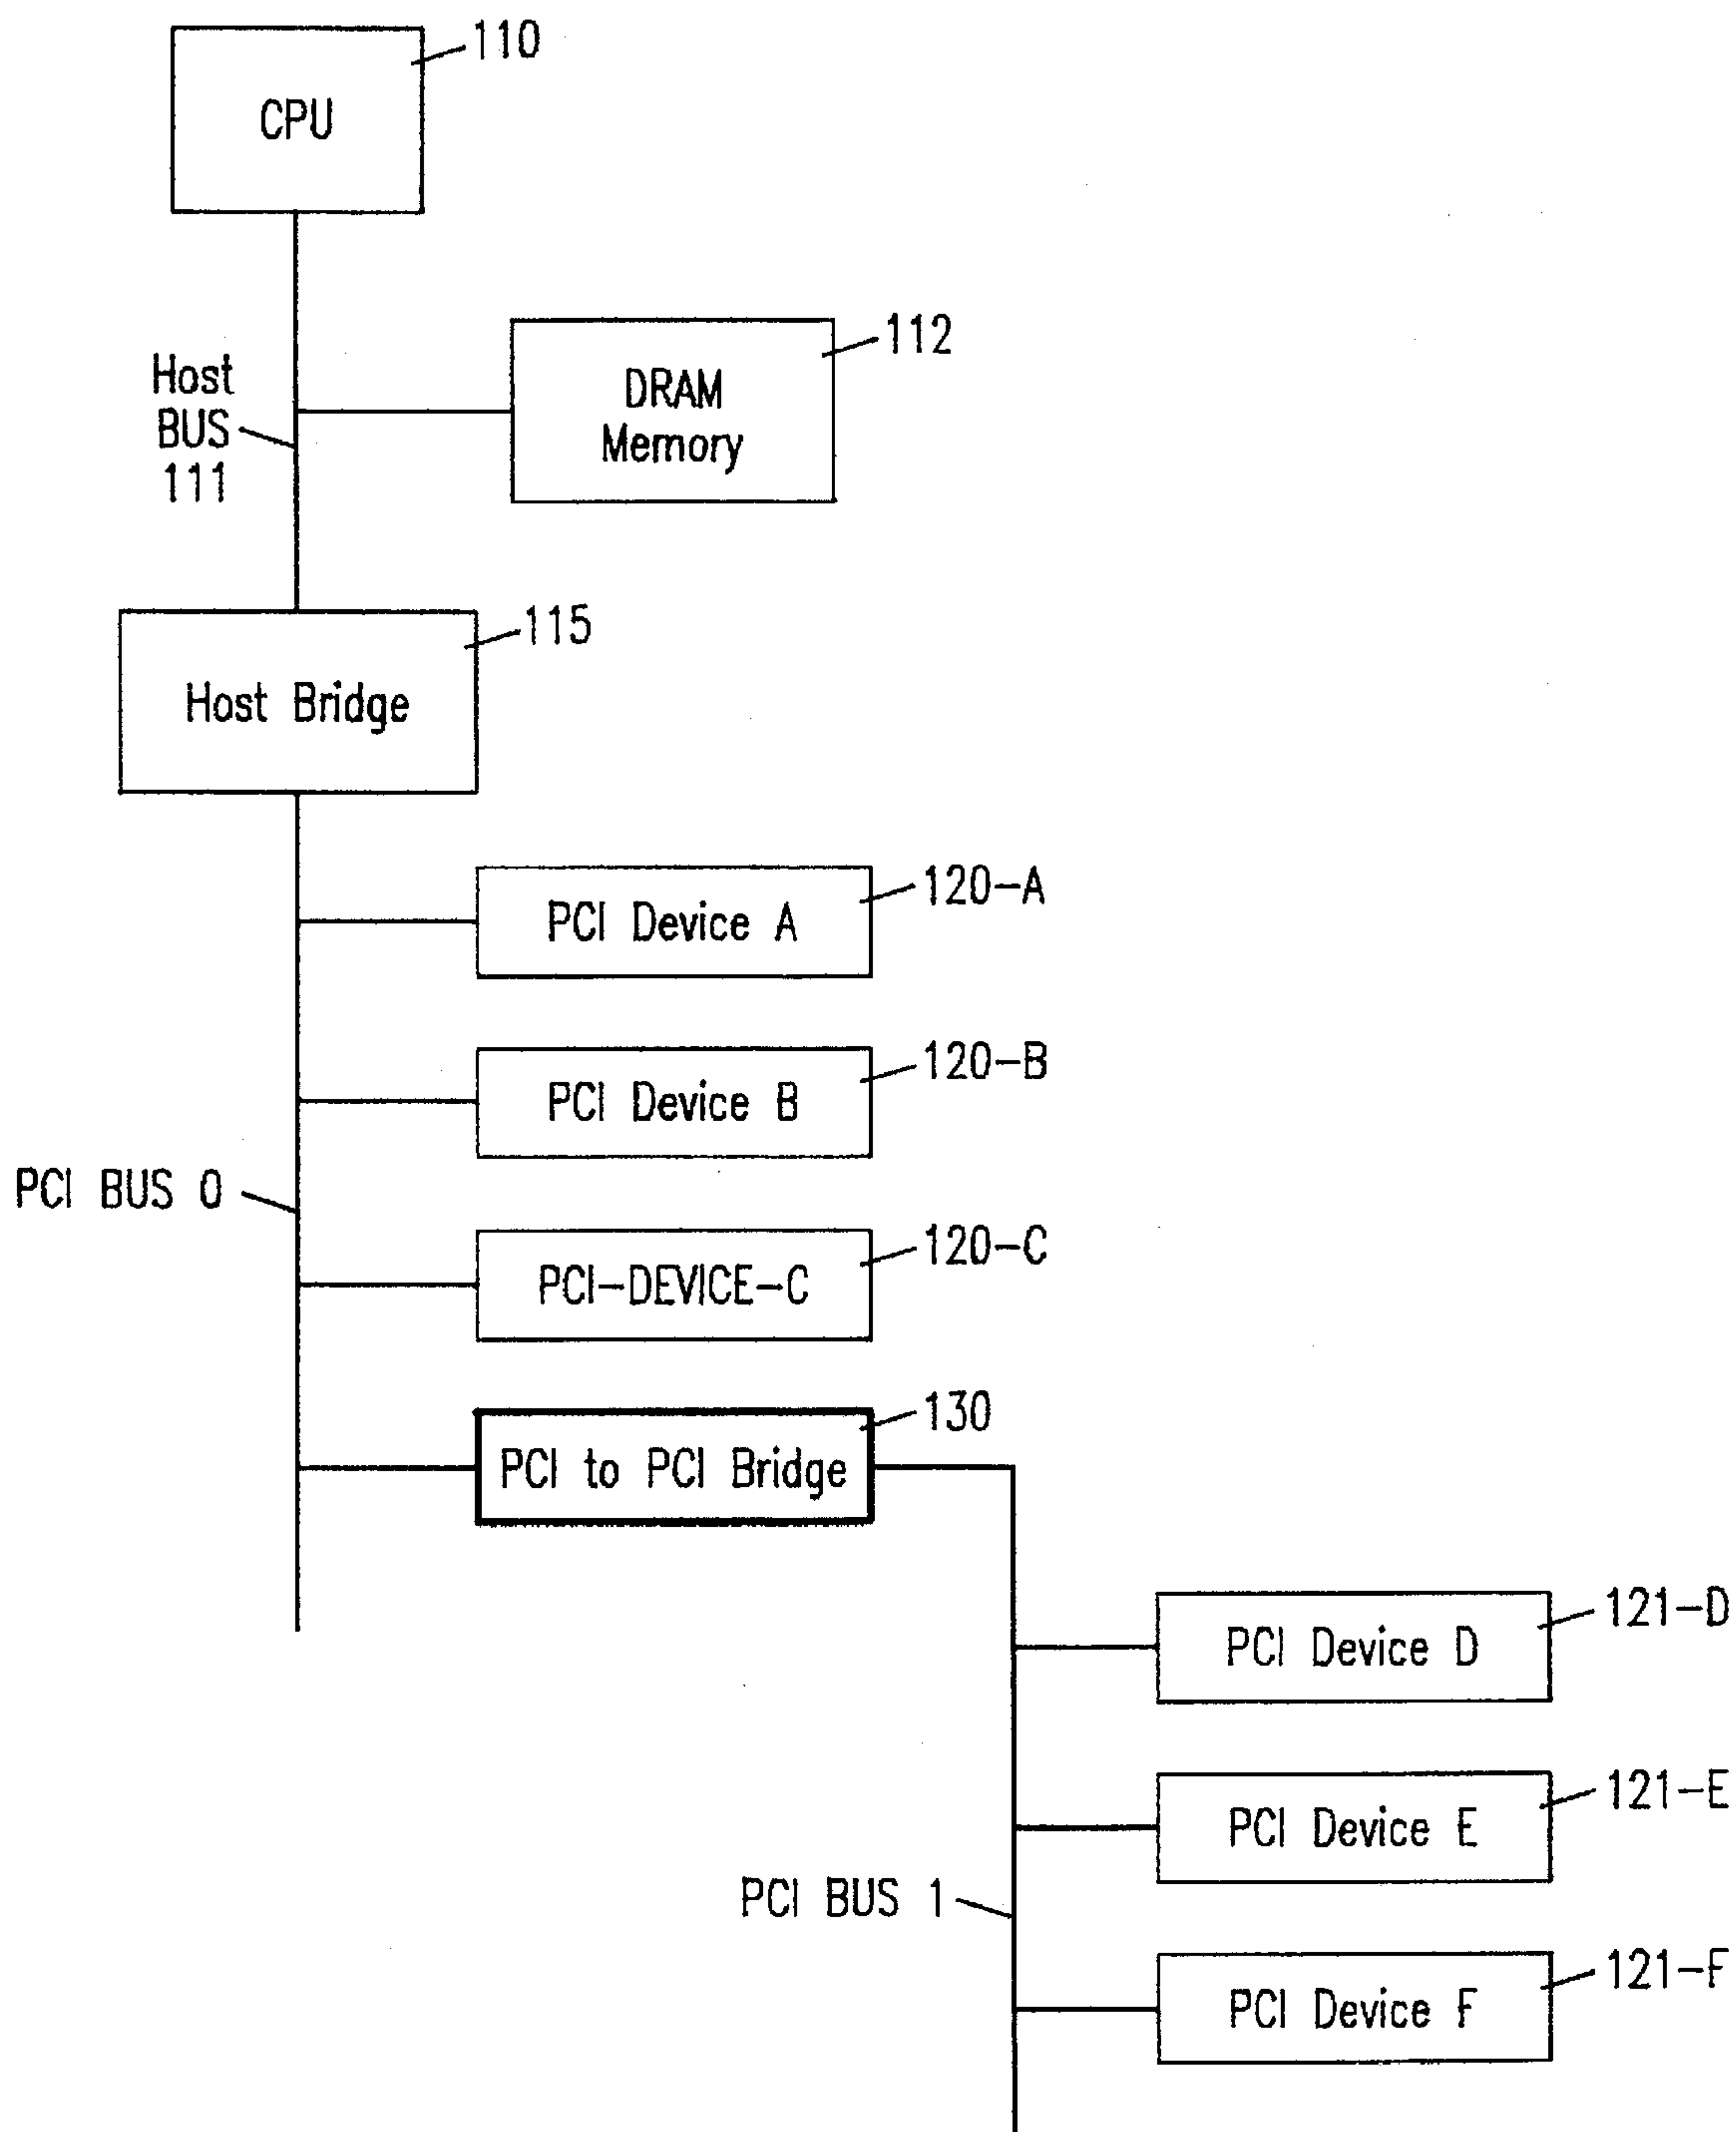 110
CPU
112
DRAM
Memory
Host
BUS
111
115
Host Bridge
120-A
PCI Device A
120-B
PCI Device B
PCI BUS 0
120-C
PCI-DEVICE-C
130
PCI to PCI Bridge
121-D
PCI Device D
121-E
PCI Device E
PCI BUS 1
121-F
PCI Device F